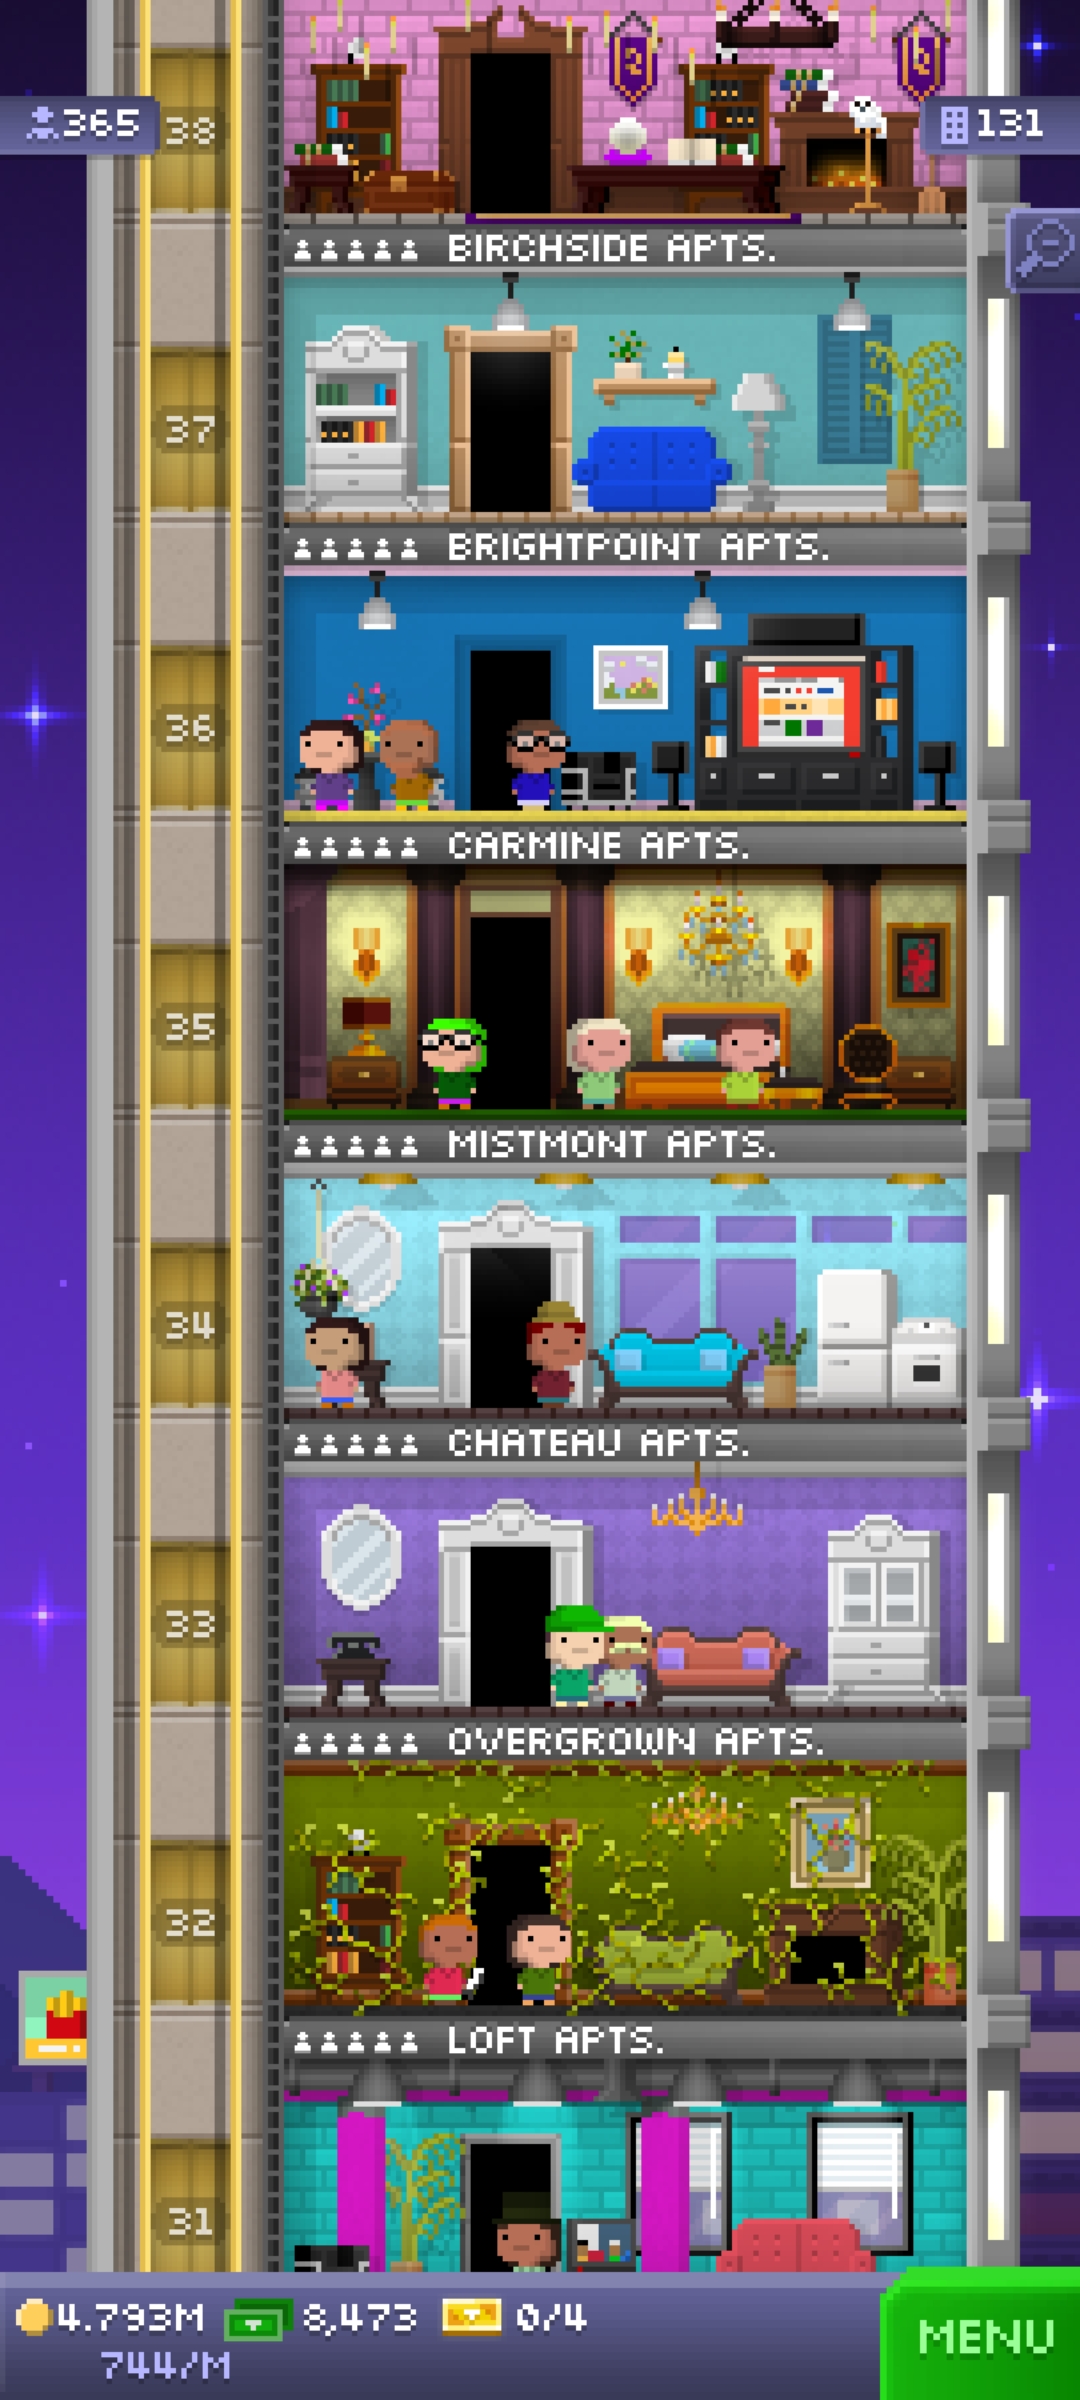 365
38
131
BIRCHSIDE APTS.
37
BRIGHTPOINT APTS.
36
CARMINE APTS.
35
MISTMONT APTS.
34
CHATEAU APTS.
33
OVERGROWN APTS.
32
LOFT APTS.
31
4.793M 8,473 0/4
744/M
MENU